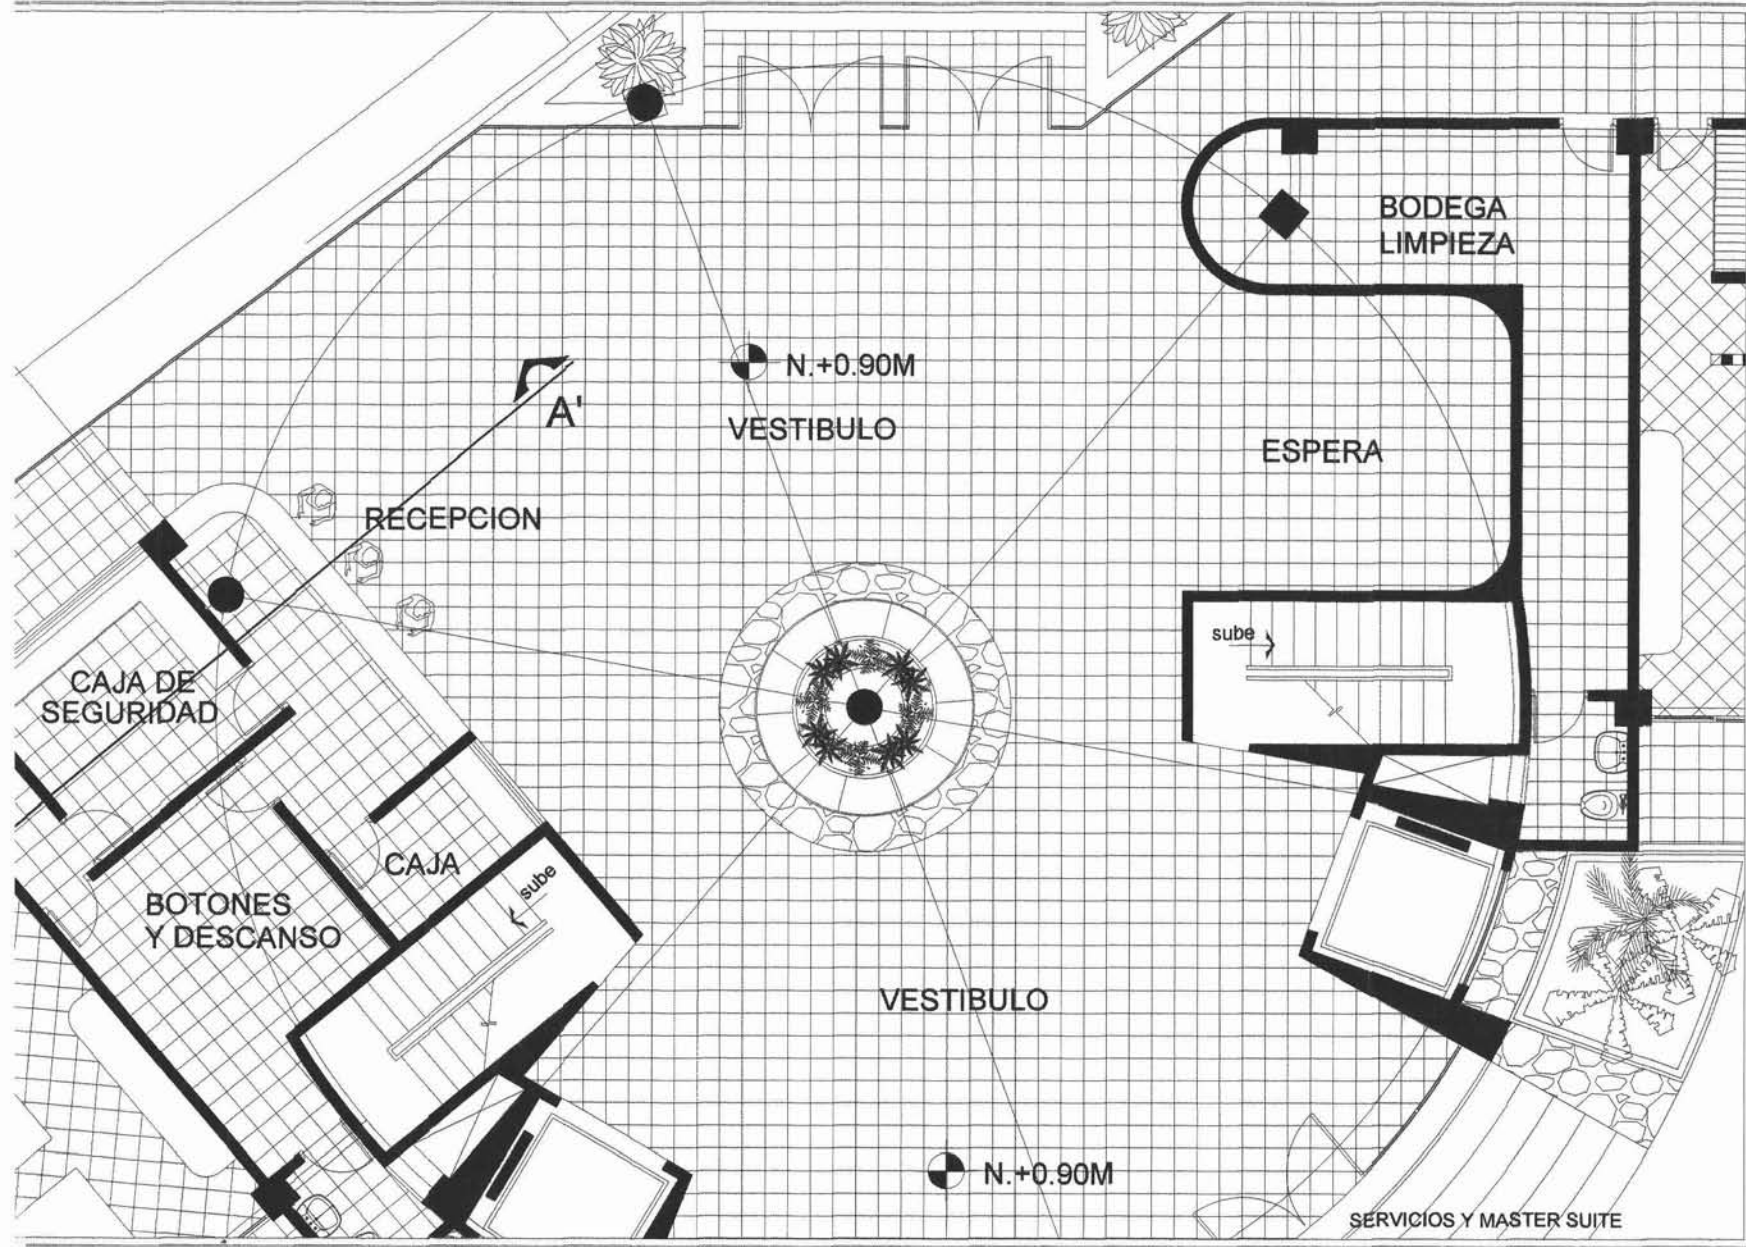 BODEGA
LIMPIEZA
N.+0.90M
VESTIBULO
A'
ESPERA
RECEPCION
sube
CAJA DE
SEGURIDAD
CAJA
sube
BOTONES
Y DESCANSO
VESTIBULO
N.+0.90M
SERVICIOS Y MASTER SUITE